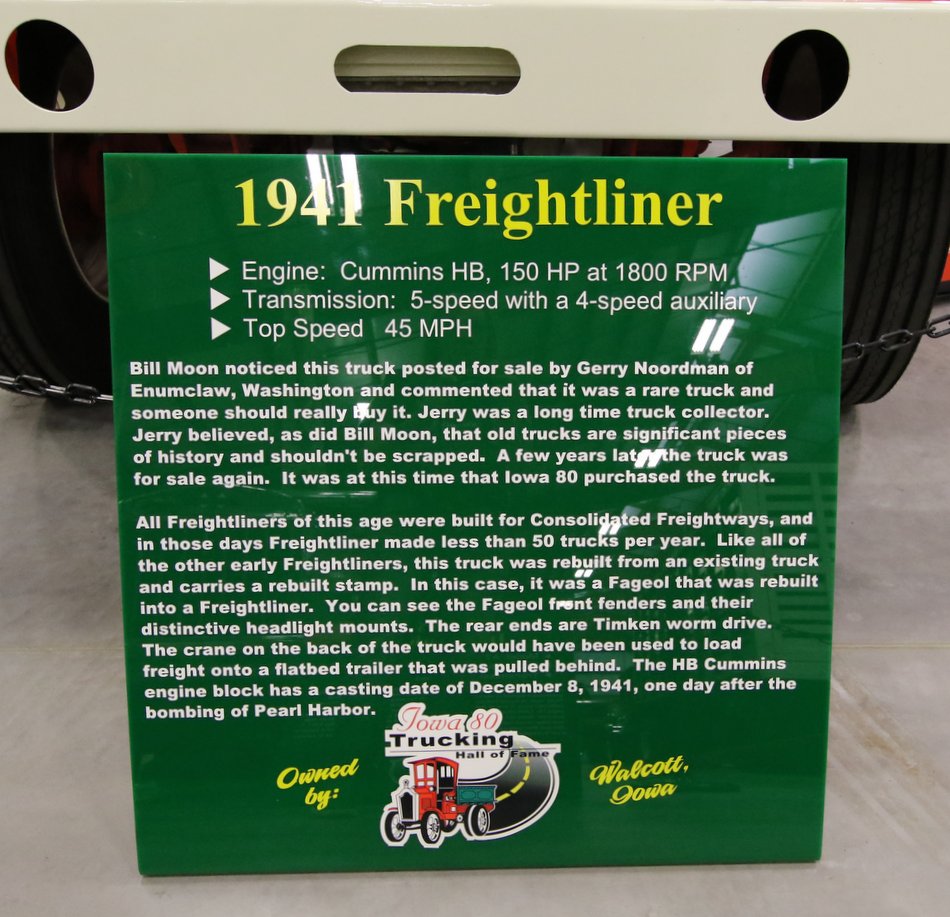 1941 Freightliner
Engine: Cummins HB, 150 HP at 1800 RPM
Transmission: 5-speed with a 4-speed auxiliary
Top Speed 45 MPH
Bill Moon noticed this truck posted for sale by Gerry Noordman of
Enumclaw, Washington and commented that it was a rare truck and
someone should really buy it. Jerry was a long time truck collector.
Jerry believed, as did Bill Moon, that old trucks are significant pieces
of history and shouldn't be scrapped. A few years later the truck was
for sale again. It was at this time that Iowa 80 purchased the truck.
All Freightliners of this age were built for Consolidated Freightways, and
in those days Freightliner made less than 50 trucks per year. Like all of
the other early Freightliners, this truck was rebuilt from an existing truck
and carries a rebuilt stamp. In this case, it was a Fageol that was rebuilt
into a Freightliner. You can see the Fageol front fenders and their
distinctive headlight mounts. The rear ends are Timken worm drive.
The crane on the back of the truck would have been used to load
freight onto a flatbed trailer that was pulled behind. The HB Cummins
engine block has a casting date of December 8, 1941, one day after the
bombing of Pearl Harbor.
Iowa 80
Trucking
Hall of Fame
Owned
by:
Walcott,
Iowa